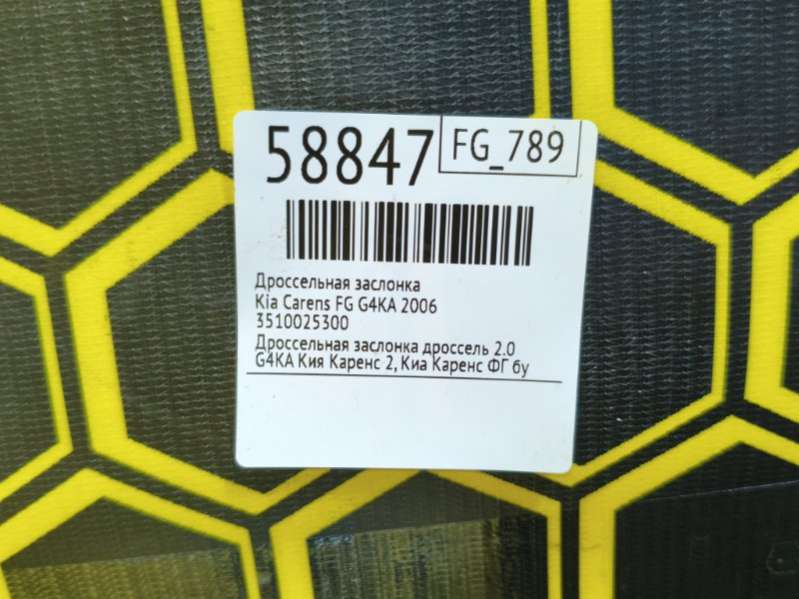 58847
FG_789
Дроссельная заслонка
Kia Carens FG G4KA 2006
3510025300
Дроссельная заслонка дроссель 2.0
G4KA Кия Каренс 2, Киа Каренс ФГ бу